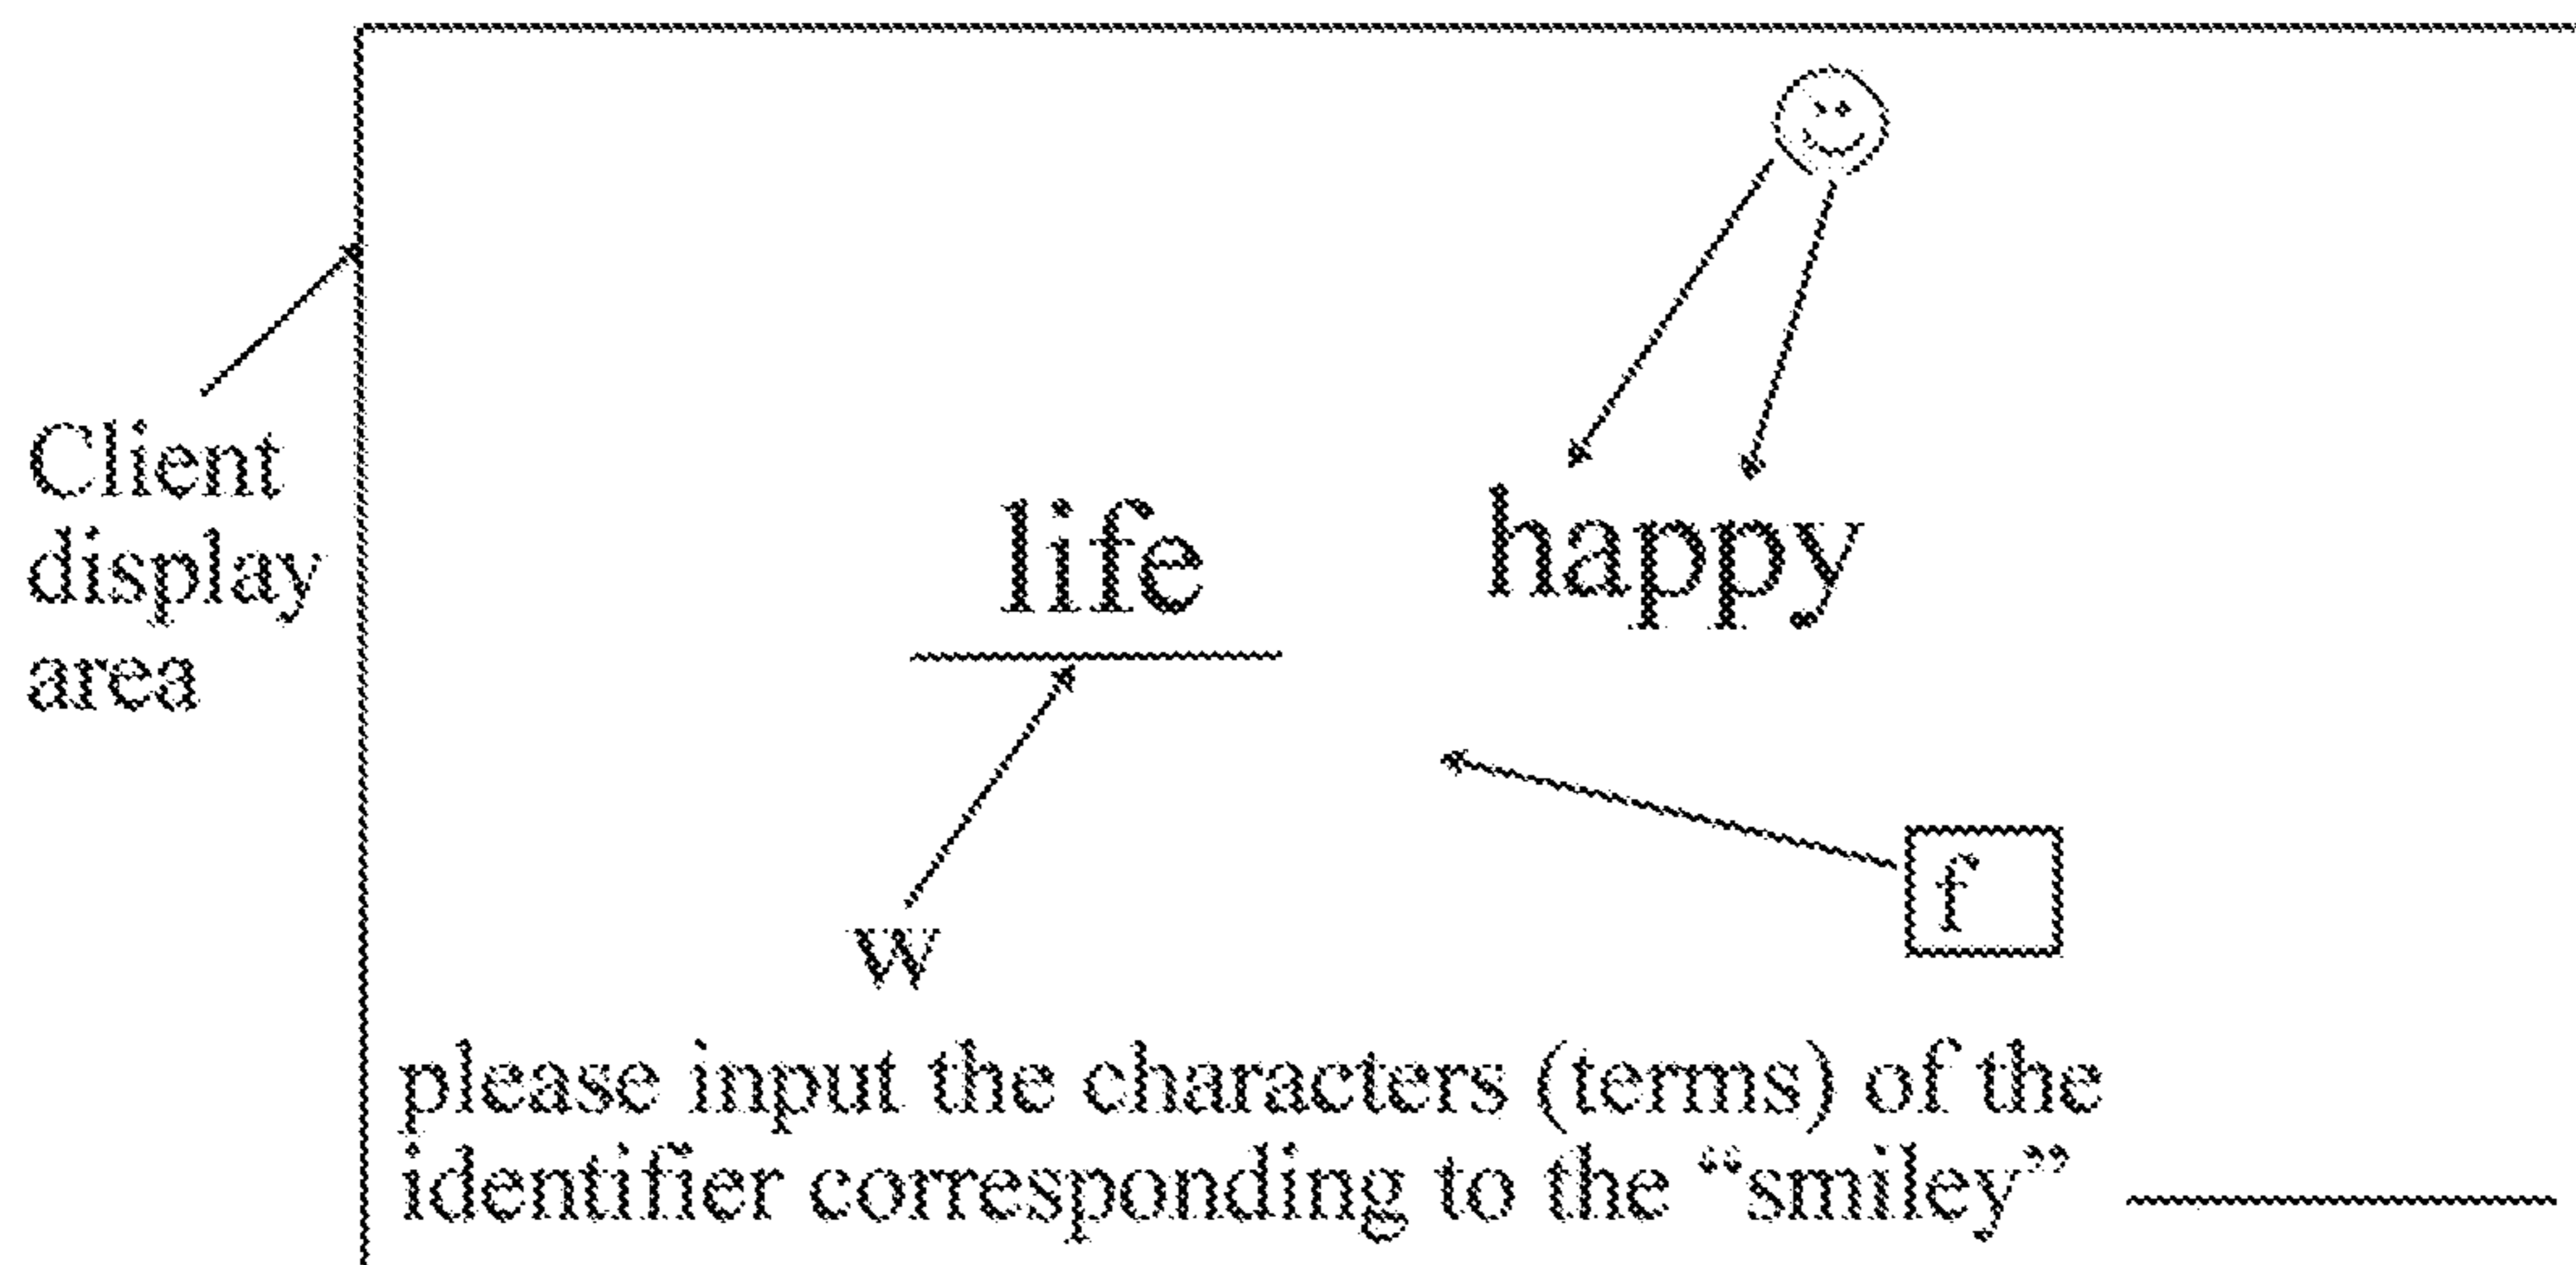 Client
display
area
life
happy
w
f
please input the characters (terms) of the
identifier corresponding to the “smiley”